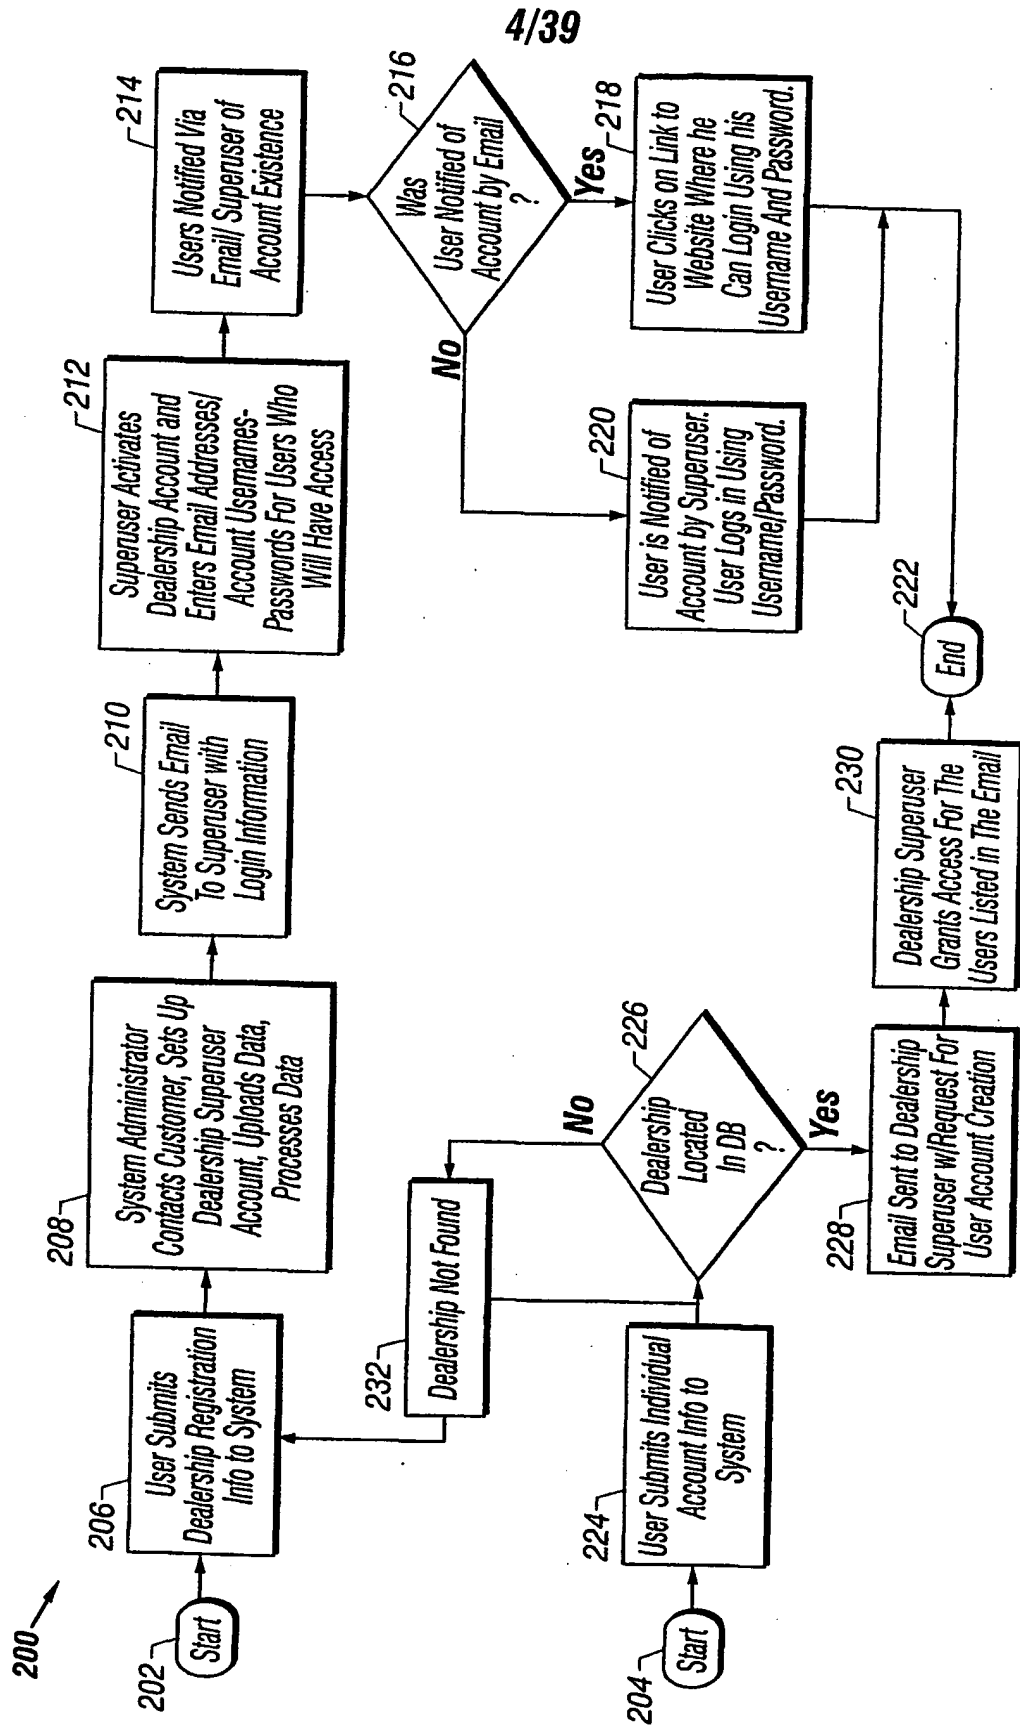 4/39
200
202
Start
206
User Submits
Dealership Registration
Info to System
208
System Administrator
Contacts Customer, Sets Up
Dealership Superuser
Account, Uploads Data,
Processes Data
210
System Sends Email
To Superuser with
Login Information
212
Superuser Activates
Dealership Account and
Enters Email Addresses/
Account Usernames-
Passwords For Users Who
Will Have Access
214
Users Notified Via
Email/ Superuser of
Account Existence
216
Was
User Notified of
Account by Email
?
No
Yes
218
User Clicks on Link to
Website Where he
Can Login Using his
Username And Password.
220
User is Notified of
Account by Superuser.
User Logs in Using
Username/Password.
222
End
204
Start
224
User Submits Individual
Account Info to
System
226
Dealership
Located
In DB
?
No
Yes
232
Dealership Not Found
228
Email Sent to Dealership
Superuser w/Request For
User Account Creation
230
Dealership Superuser
Grants Access For The
Users Listed in The Email